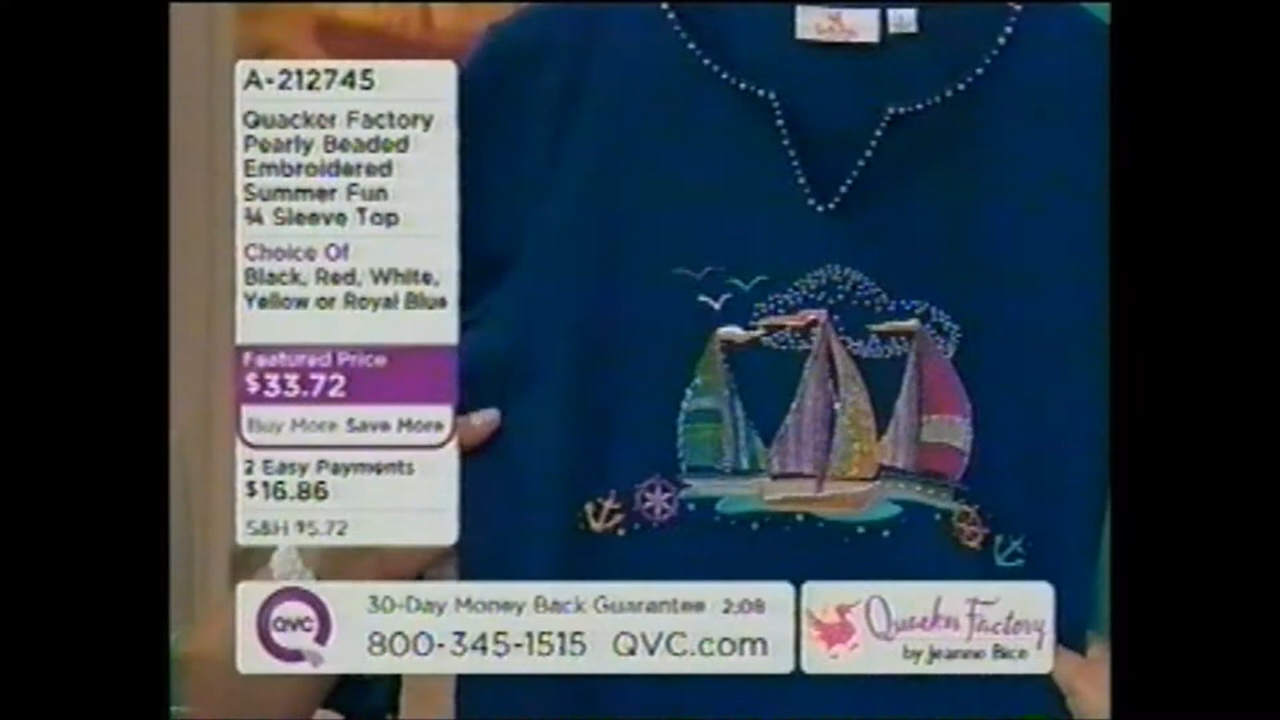 A-212745
Quacker Factory
Pearly Beaded
Embroidered
Summer Fun
¾ Sleeve Top
Choice Of
Black, Red, White,
Yellow or Royal Blue
Featured Price
$33.72
Buy More Save More
2 Easy Payments
$16.86
S&H $5.72
QVC
30-Day Money Back Guarantee 2:08
800-345-1515 QVC.com
Quacker Factory
by Jeanne Bice